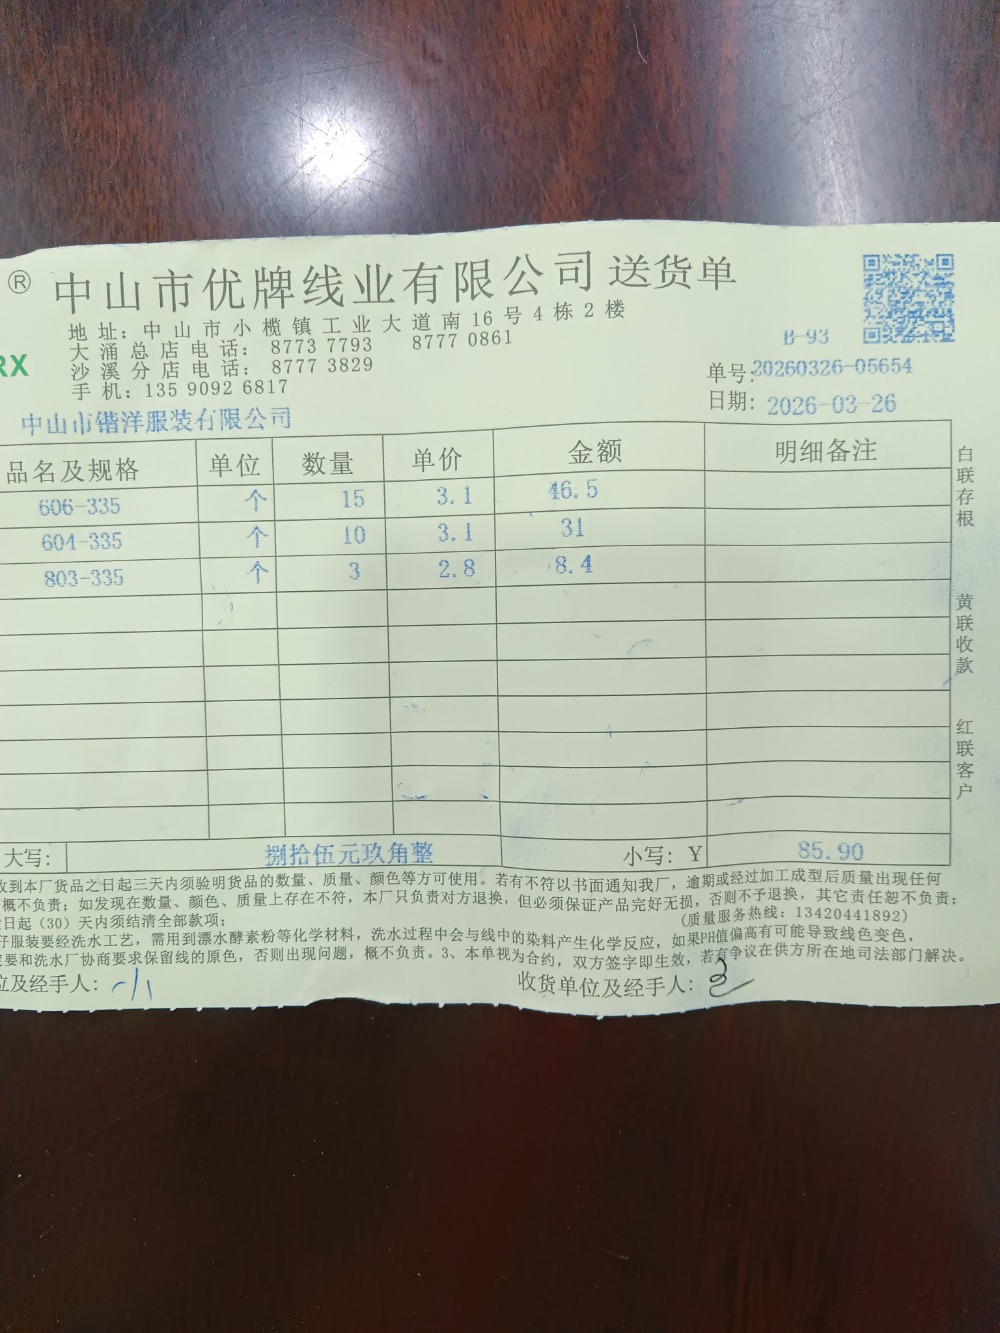 ® 中山市优牌线业有限公司送货单
RX
地址：中山市小榄镇工业大道南16号4栋2楼
大涌总店电话：8773 7793 8777 0861
沙溪分店电话：8777 3829
手机：135 9092 6817
B-93
单号：20260326-05654
日期：2026-03-26
中山市锴洋服装有限公司
品名及规格 单位 数量 单价 金额 明细备注
606-335 个 15 3.1 46.5
604-335 个 10 3.1 31
803-335 个 3 2.8 8.4
大写： 捌拾伍元玖角整 小写：￥ 85.90
收到本厂货品之日起三天内须验明货品的数量、质量、颜色等方可使用。若有不符以书面通知我厂，逾期或经过加工成型后质量出现任何
概不负责；如发现在数量、颜色、质量上存在不符，本厂只负责对方退换，但必须保证产品完好无损，否则不予退换，其它责任恕不负责；
日起（30）天内须结清全部款项；
(质量服务热线：13420441892)
服装要经洗水工艺，需用到漂水酵素粉等化学材料，洗水过程中会与线中的染料产生化学反应，如果PH值偏高有可能导致线色变色，
要和洗水厂协商要求保留线的原色，否则出现问题，概不负责。3、本单视为合约，双方签字即生效，若有争议在供方所在地司法部门解决。
位及经手人： 收货单位及经手人：
白联存根
黄联收款
红联客户